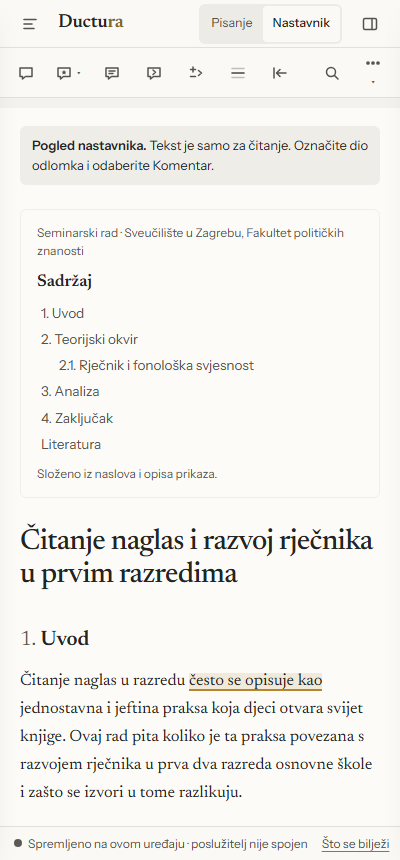 Ductura
Pisanje
Nastavnik
Pogled nastavnika. Tekst je samo za čitanje. Označite dio
odlomka i odaberite Komentar.
Seminarski rad · Sveučilište u Zagrebu, Fakultet političkih
znanosti
Sadržaj
1. Uvod
2. Teorijski okvir
2.1. Rječnik i fonološka svjesnost
3. Analiza
4. Zaključak
Literatura
Složeno iz naslova i opisa prikaza.
Čitanje naglas i razvoj rječnika
u prvim razredima
1. Uvod
Čitanje naglas u razredu često se opisuje kao
jednostavna i jeftina praksa koja djeci otvara svijet
knjige. Ovaj rad pita koliko je ta praksa povezana s
razvojem rječnika u prva dva razreda osnovne škole
i zašto se izvori u tome razlikuju.
Spremljeno na ovom uređaju · poslužitelj nije spojen
Što se bilježi